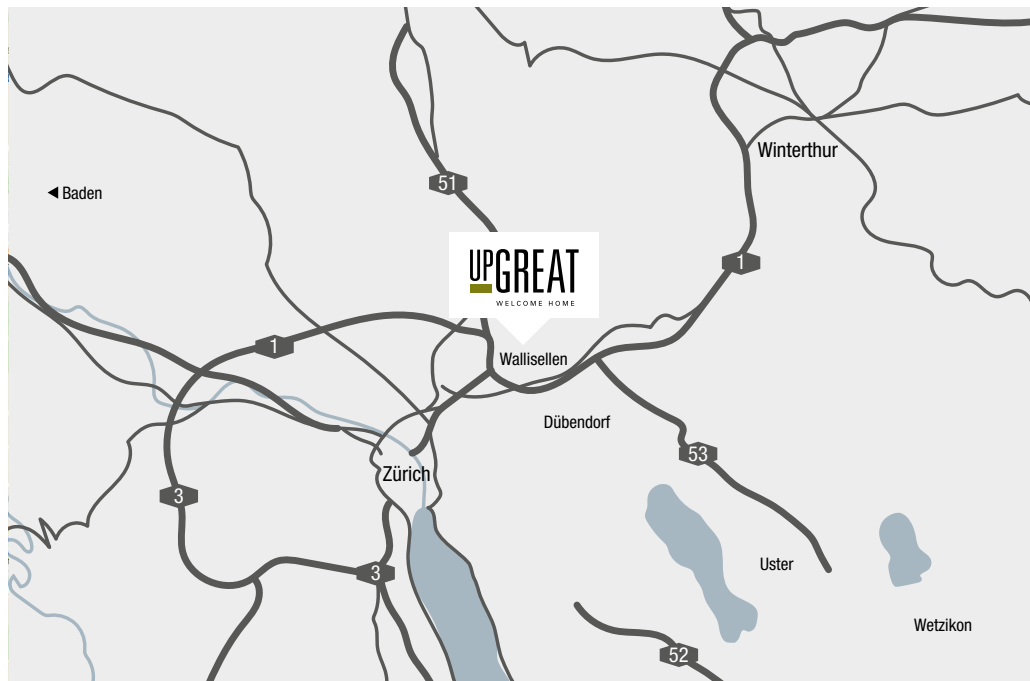 Winterthur
51
Baden
1
UPGREAT
WELCOME HOME
1
Wallisellen
Dübendorf
53
Zürich
3
Uster
3
Wetzikon
52